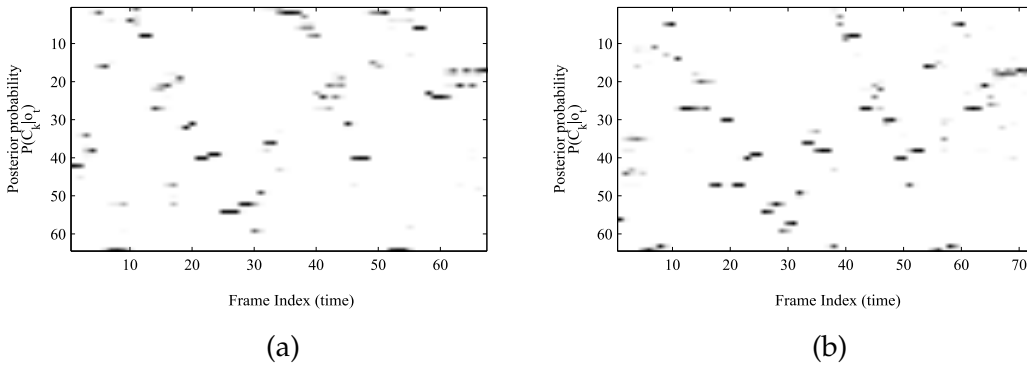 Posterior probability
P(C_k|o_t)
10
20
30
40
50
60
10 20 30 40 50 60
Frame Index (time)
(a)
Posterior probability
P(C_k|o_t)
10
20
30
40
50
60
10 20 30 40 50 60 70
Frame Index (time)
(b)